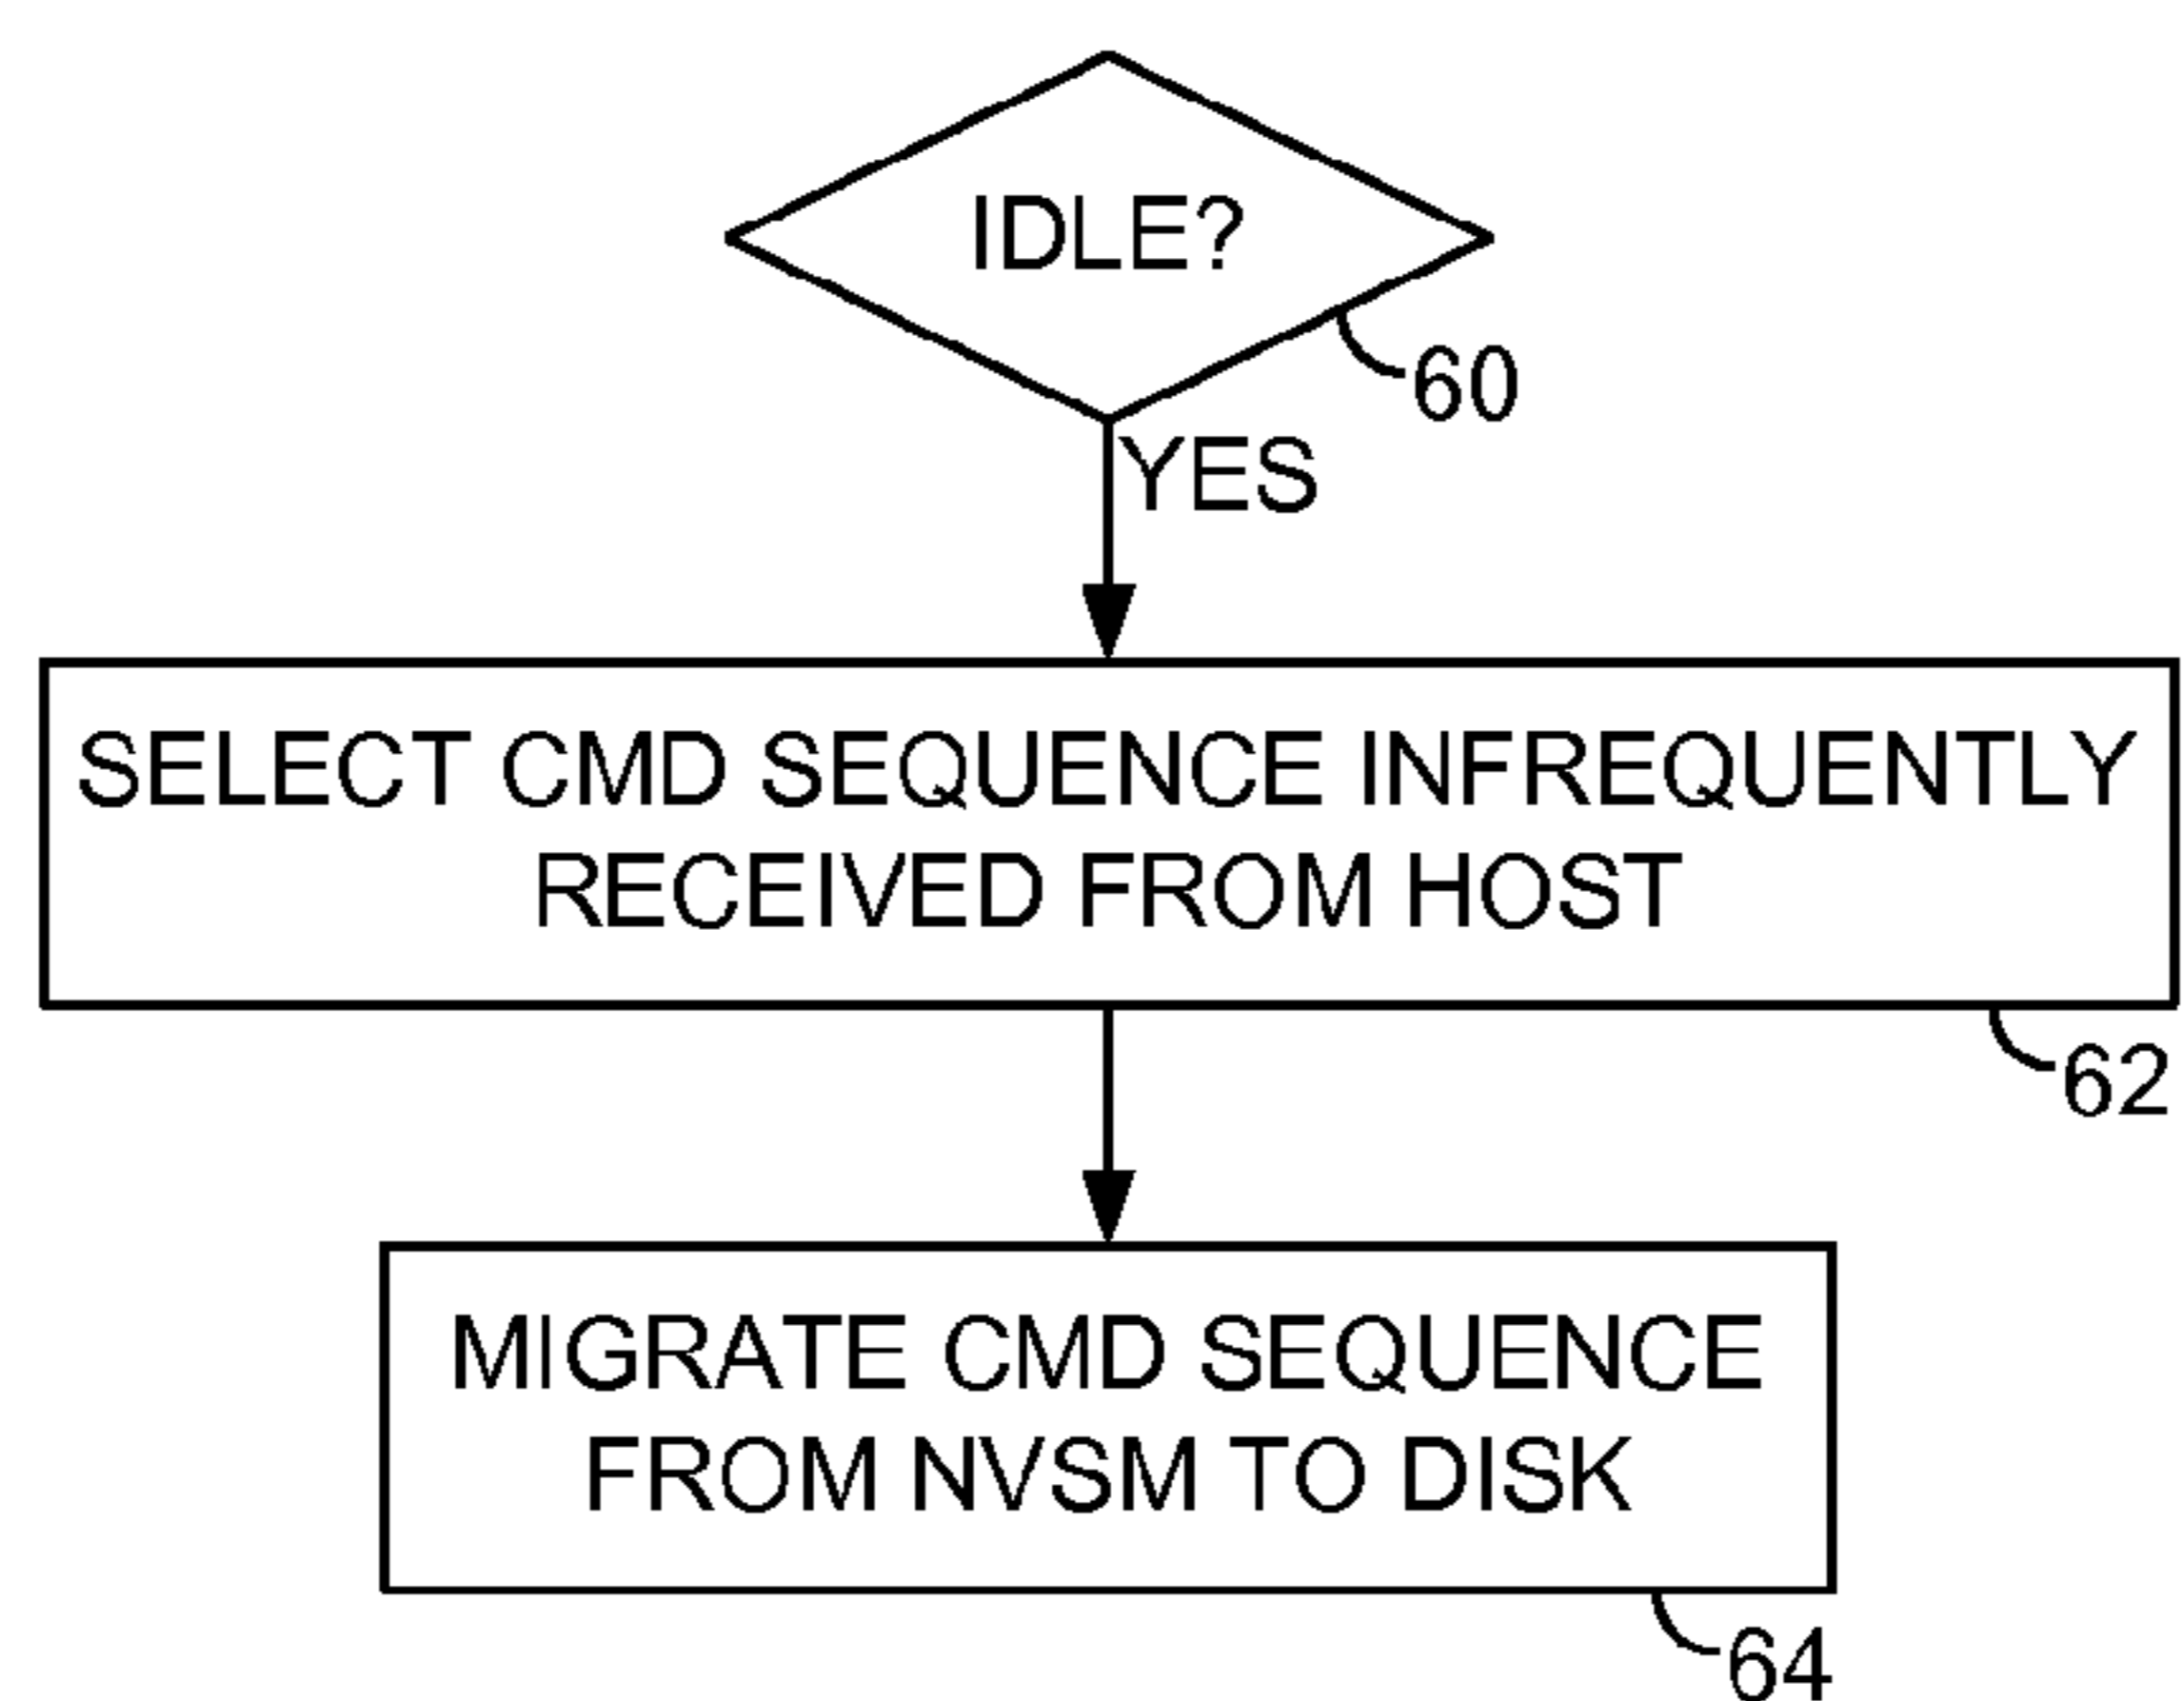 IDLE?
60
YES
SELECT CMD SEQUENCE INFREQUENTLY
RECEIVED FROM HOST
62
MIGRATE CMD SEQUENCE
FROM NVSM TO DISK
64